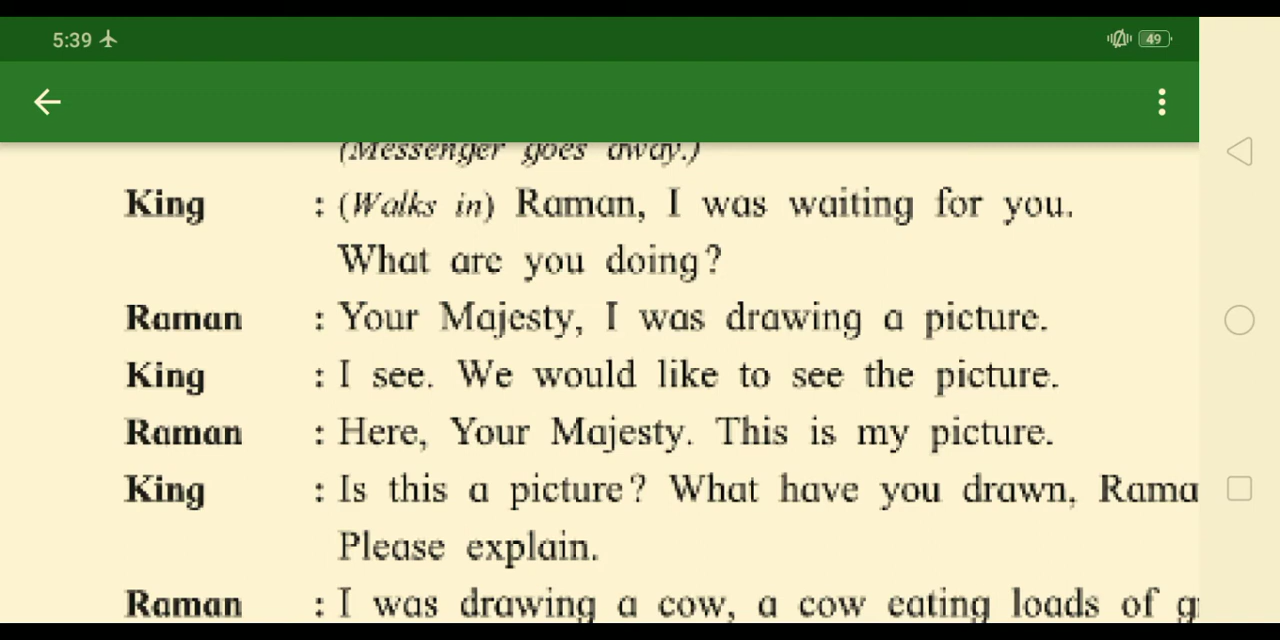 5:39
49
(Messenger goes away.)
King : (Walks in) Raman, I was waiting for you.
What are you doing?
Raman : Your Majesty, I was drawing a picture.
King : I see. We would like to see the picture.
Raman : Here, Your Majesty. This is my picture.
King : Is this a picture? What have you drawn,
Please explain.
Raman : I was drawing a cow, a cow eating loads of